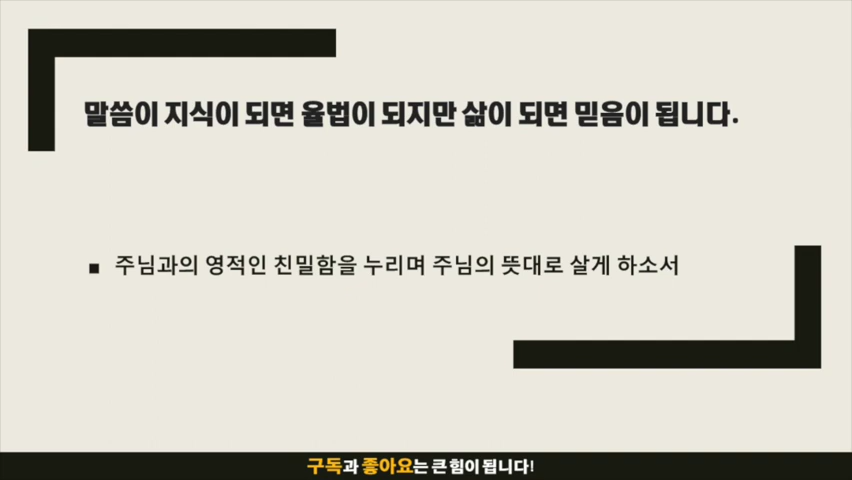 말씀이 지식이 되면 율법이 되지만 삶이 되면 믿음이 됩니다.
■ 주님과의 영적인 친밀함을 누리며 주님의 뜻대로 살게 하소서
구독과 좋아요는 큰 힘이 됩니다!